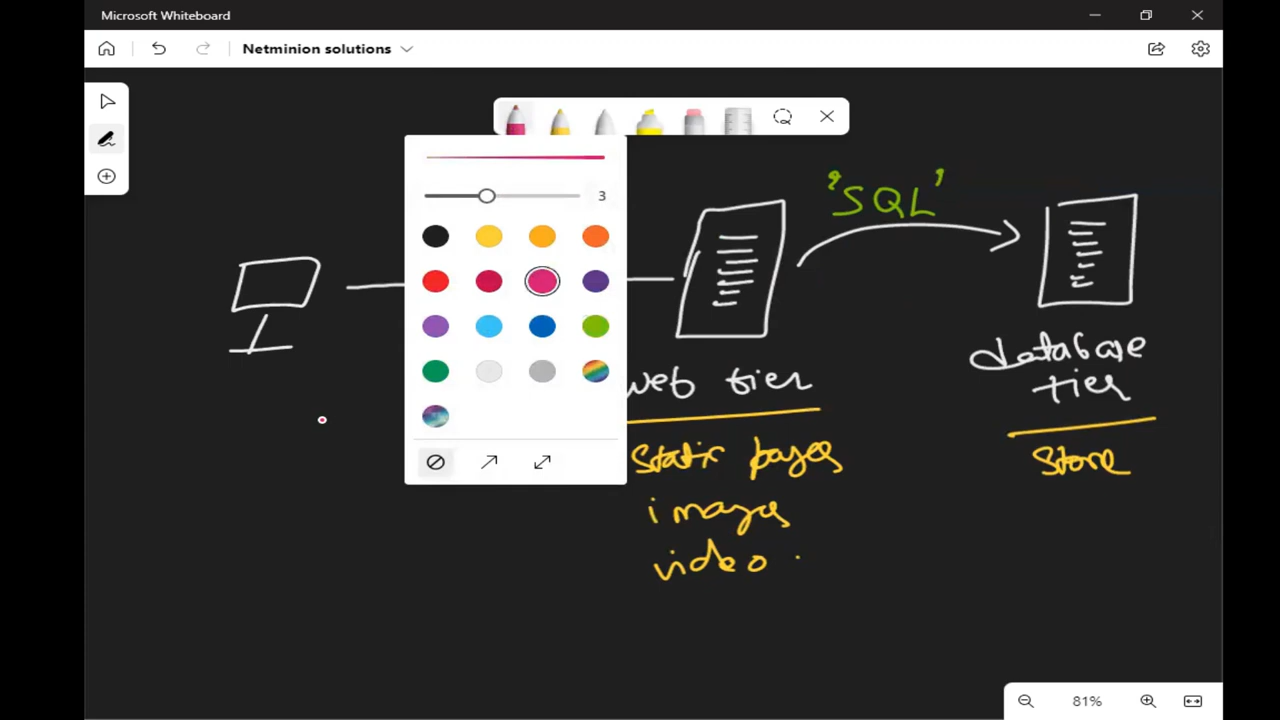 Microsoft Whiteboard
Netminion solutions
3
'SQL'
web tier
database
tier
static pages
images
video
store
81%